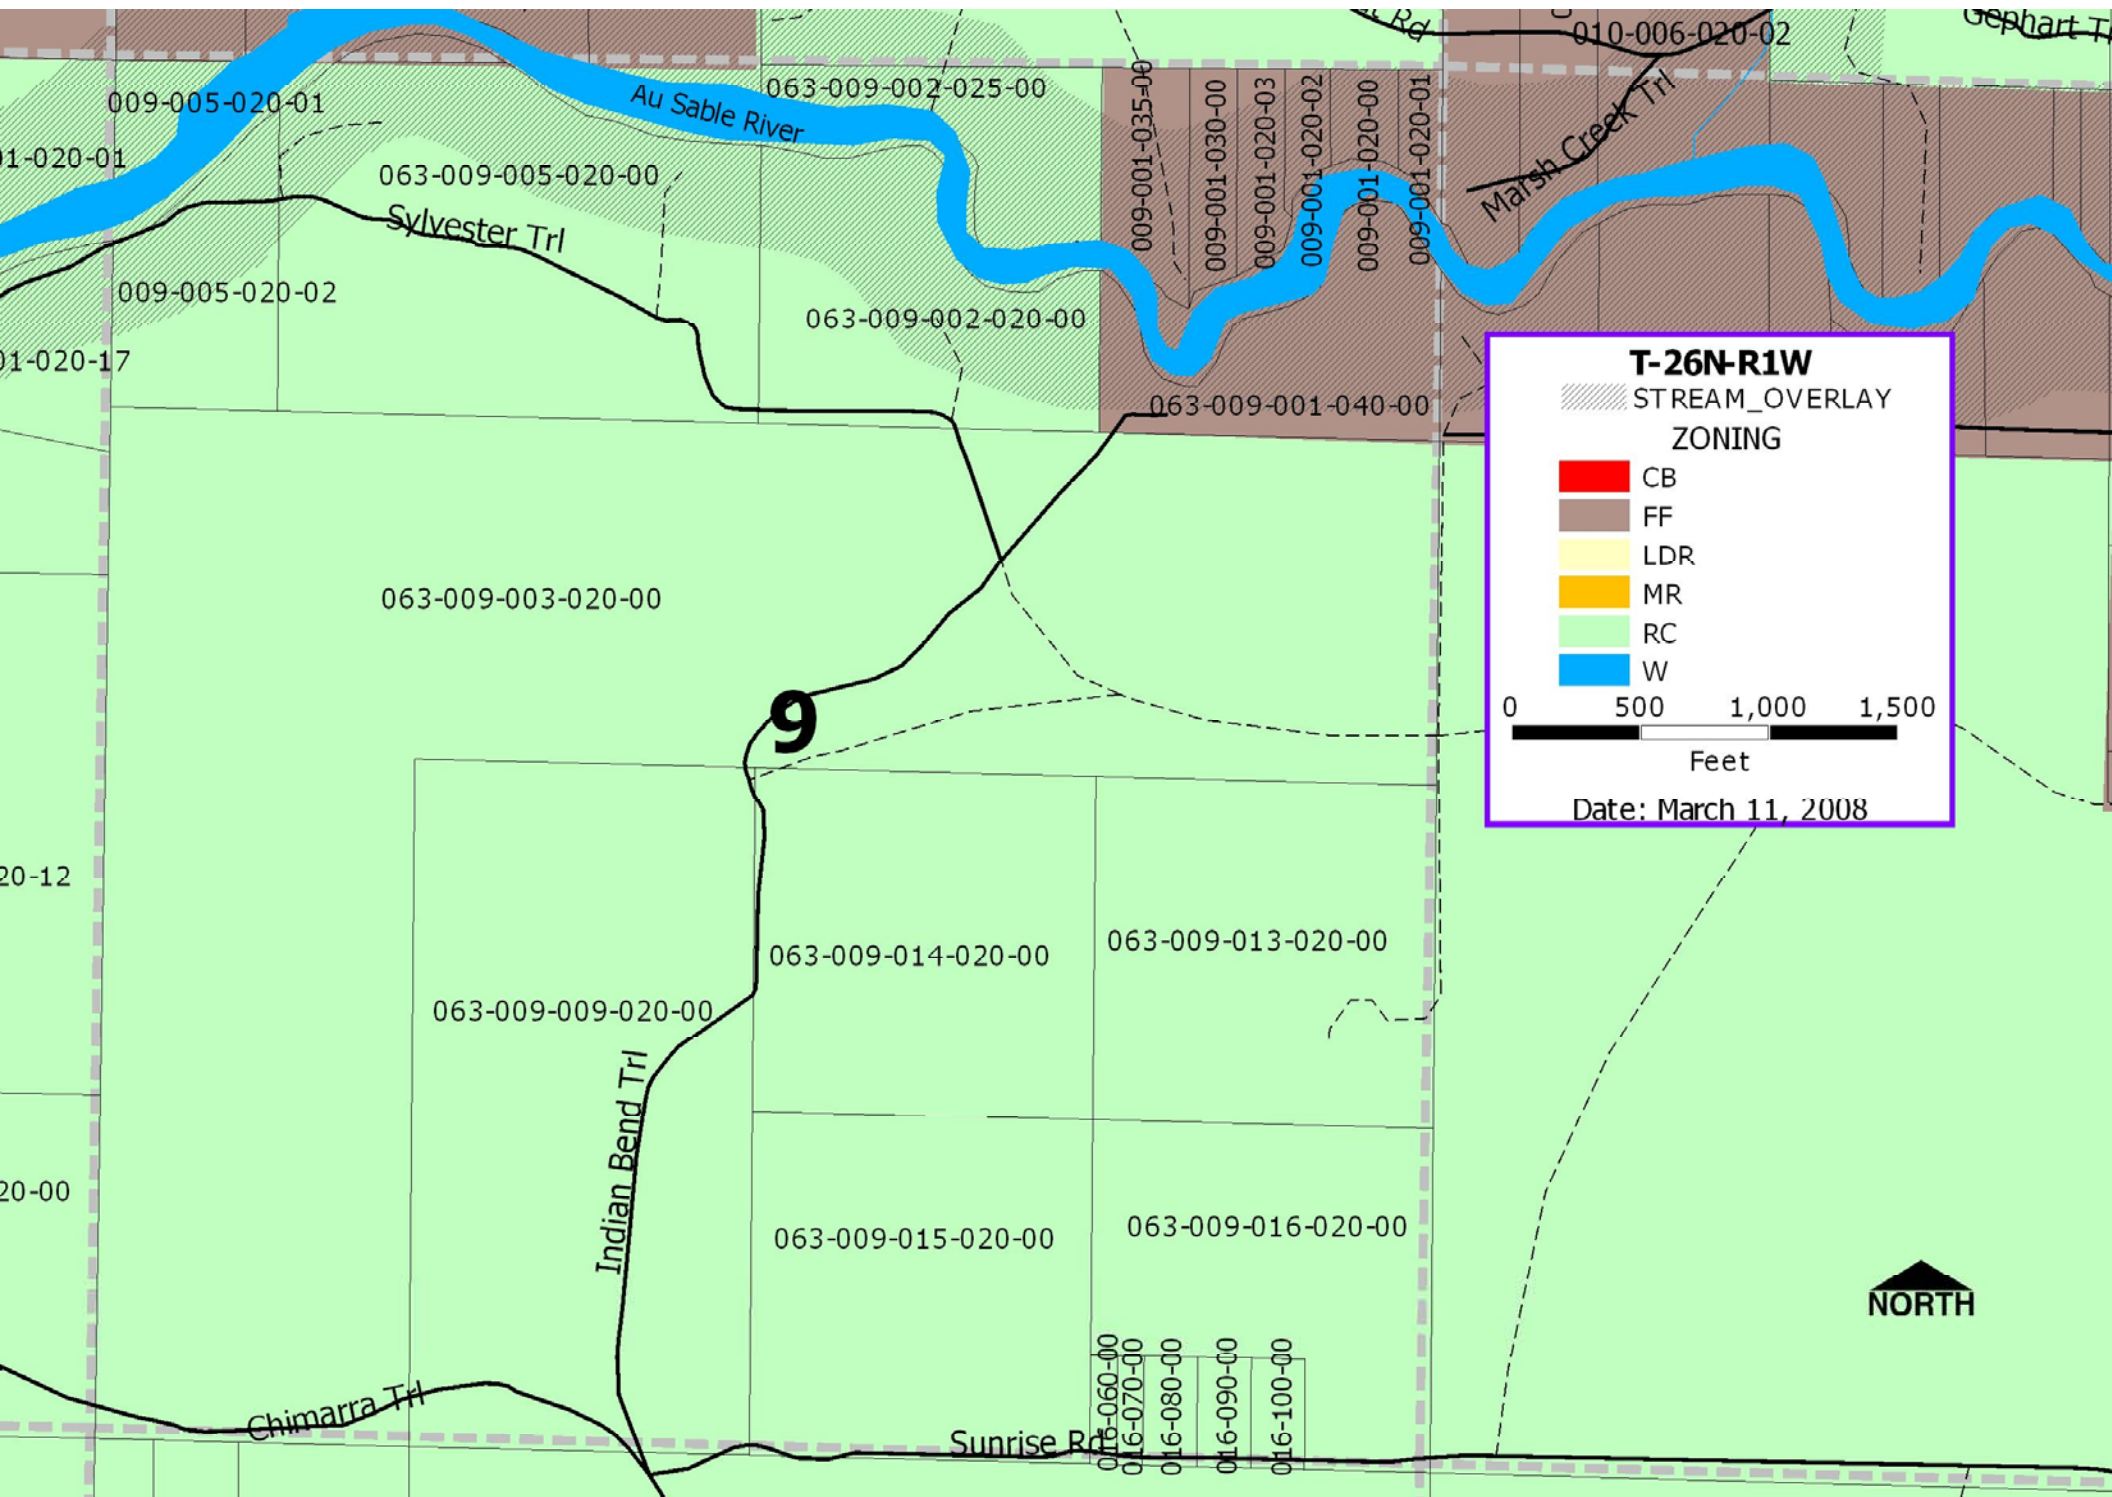 Rd
010-006-020-02
Gephart Tr
009-005-020-01
Au Sable River
063-009-002-025-00
009-001-035-00
009-001-030-00
009-001-020-03
009-001-020-02
009-001-020-00
009-001-020-01
Marsh Creek Trl
01-020-01
063-009-005-020-00
Sylvester Trl
009-005-020-02
063-009-002-020-00
01-020-17
063-009-001-040-00
T-26N-R1W
STREAM_OVERLAY
ZONING
CB
FF
LDR
MR
RC
W
0 500 1,000 1,500
Feet
Date: March 11, 2008
063-009-003-020-00
9
20-12
063-009-014-020-00
063-009-013-020-00
063-009-009-020-00
Indian Bend Trl
20-00
063-009-015-020-00
063-009-016-020-00
NORTH
016-060-00
016-070-00
016-080-00
016-090-00
016-100-00
Chimarra Trl
Sunrise Rd